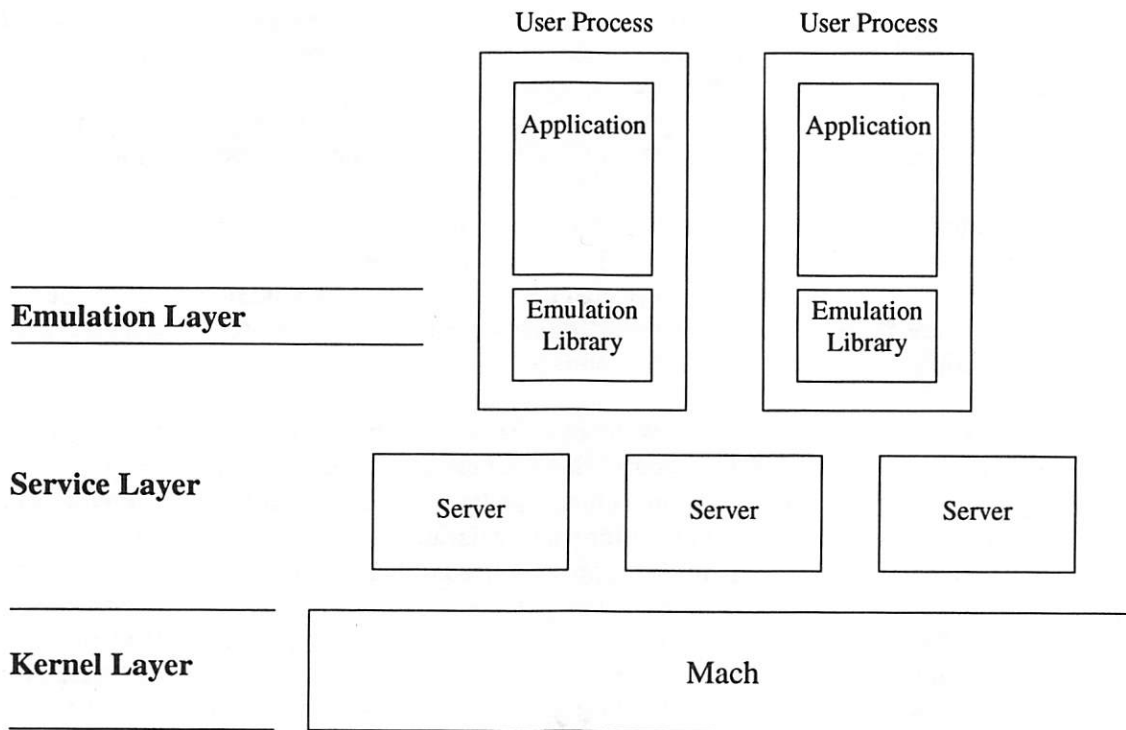 User Process
User Process
Application
Application
Emulation Layer
Emulation
Library
Emulation
Library
Service Layer
Server
Server
Server
Kernel Layer
Mach